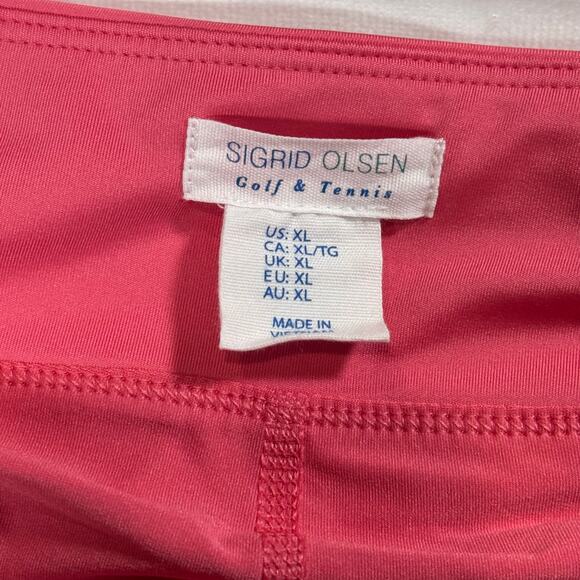 SIGRID OLSEN
Golf & Tennis
US: XL
CA: XL/TG
UK: XL
EU: XL
AU: XL
MADE IN